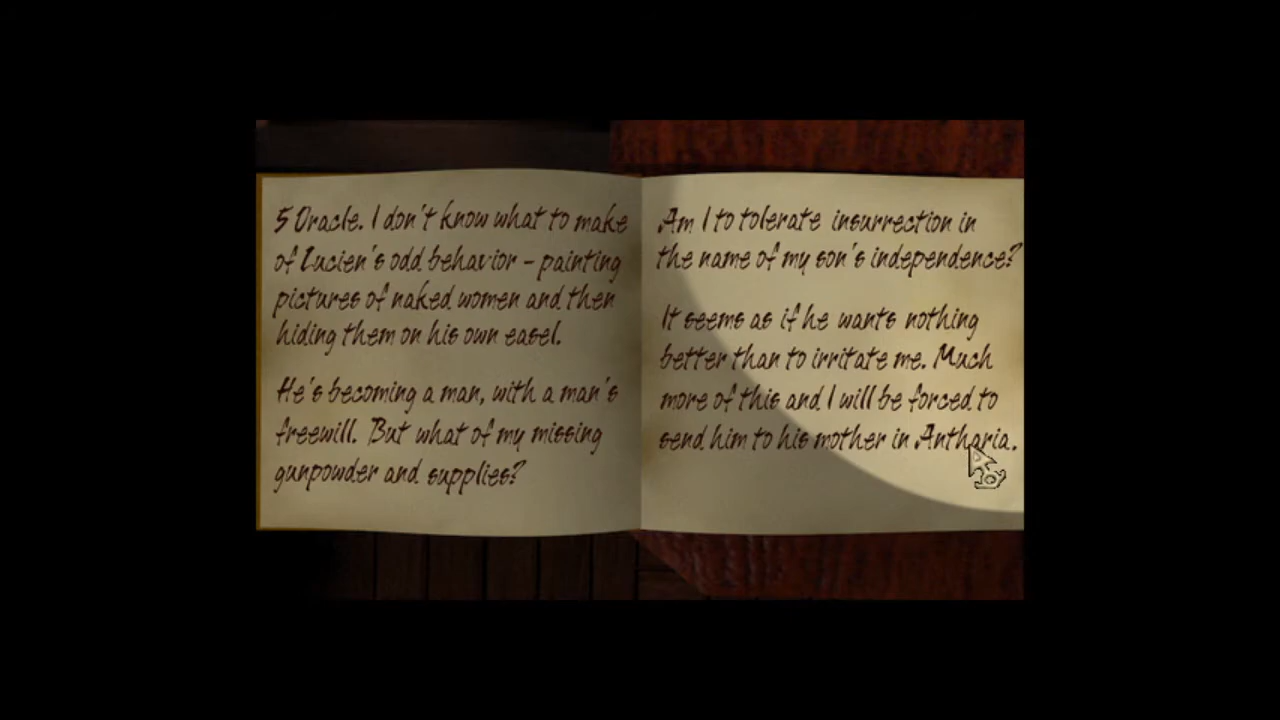 5 Oracle. I don't know what to make
of Lucien's odd behavior - painting
pictures of naked women and then
hiding them on his own easel.
He's becoming a man, with a man's
freewill. But what of my missing
gunpowder and supplies?
Am I to tolerate insurrection in
the name of my son's independence?
It seems as if he wants nothing
better than to irritate me. Much
more of this and I will be forced to
send him to his mother in Antharia.